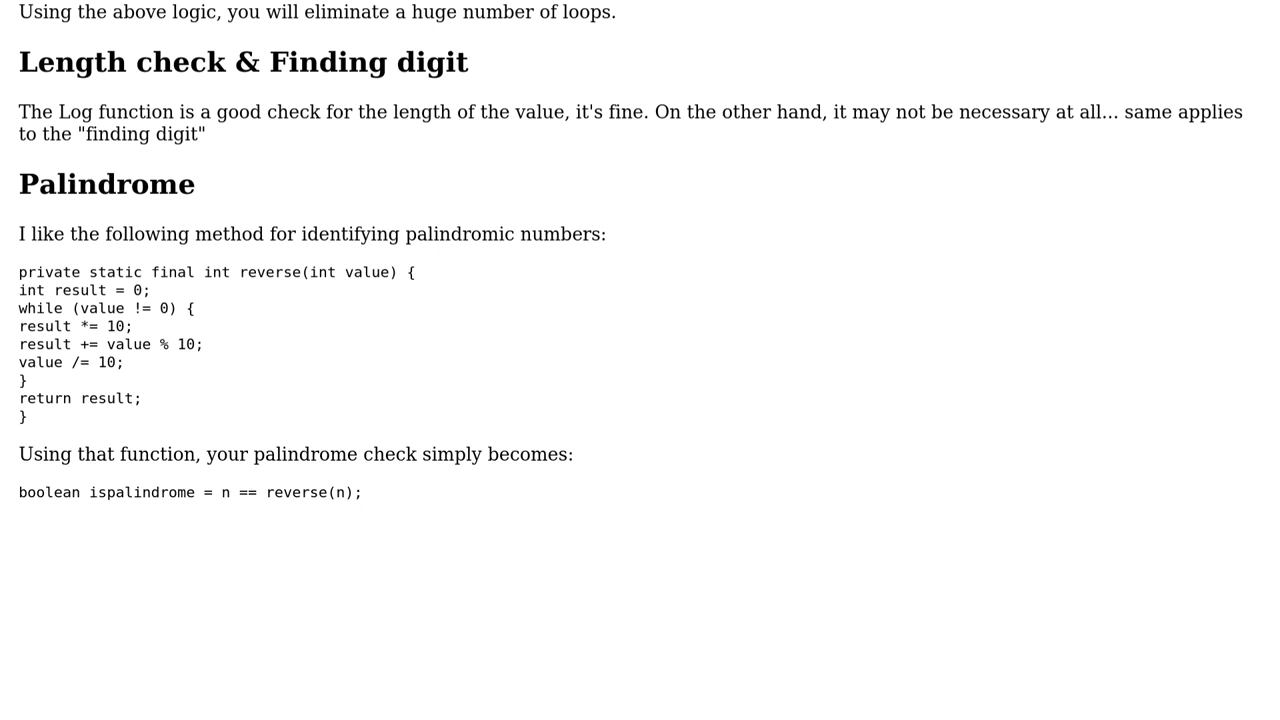 Using the above logic, you will eliminate a huge number of loops.
Length check & Finding digit
The Log function is a good check for the length of the value, it's fine. On the other hand, it may not be necessary at all... same applies
to the "finding digit"
Palindrome
I like the following method for identifying palindromic numbers:
private static final int reverse(int value) {
int result = 0;
while (value != 0) {
result *= 10;
result += value % 10;
value /= 10;
}
return result;
}
Using that function, your palindrome check simply becomes:
boolean ispalindrome = n == reverse(n);